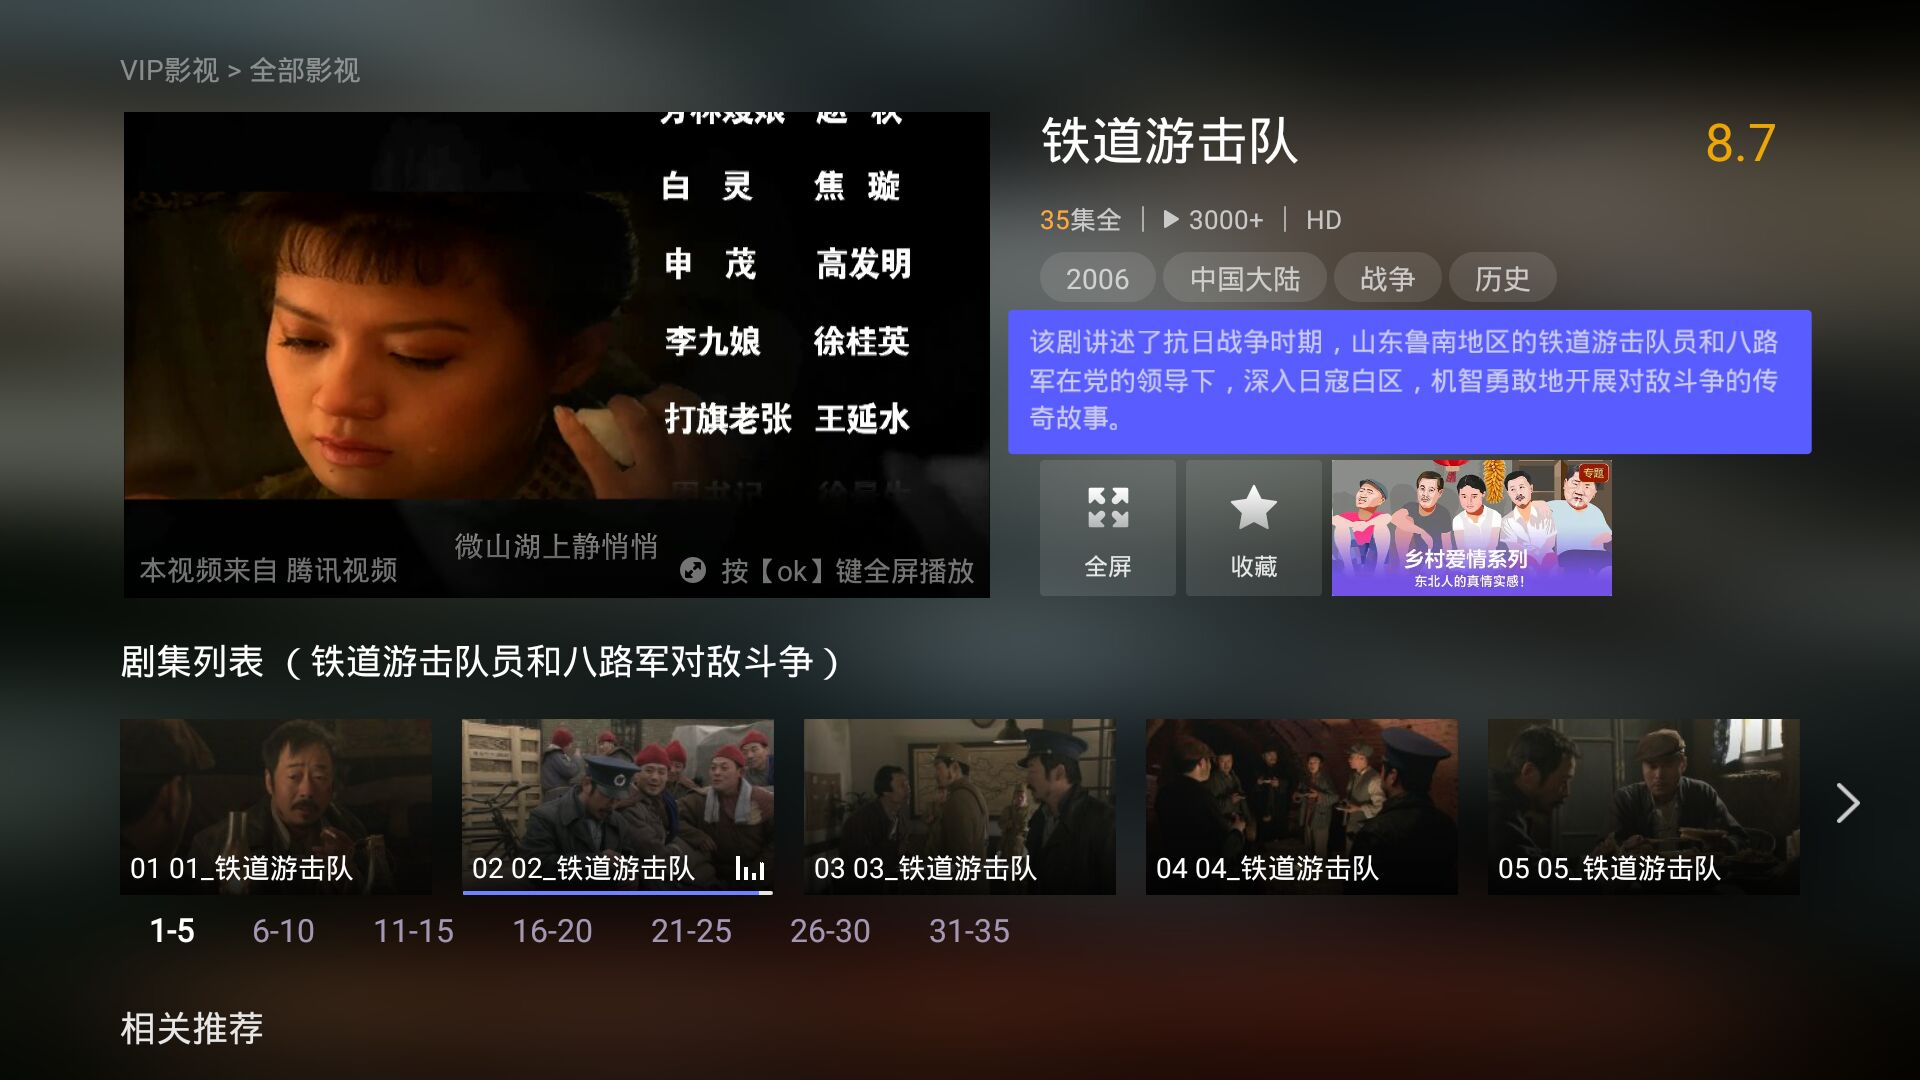 VIP影视 > 全部影视
白 灵 焦 璇
申 茂 高发明
李九娘 徐桂英
打旗老张 王延水
微山湖上静悄悄
本视频来自 腾讯视频
按【ok】键全屏播放
铁道游击队
8.7
35集全 | 3000+ | HD
2006 中国大陆 战争 历史
该剧讲述了抗日战争时期，山东鲁南地区的铁道游击队员和八路
军在党的领导下，深入日寇白区，机智勇敢地开展对敌斗争的传
奇故事。
全屏
收藏
专题
乡村爱情系列
东北人的真情实感！
剧集列表 （铁道游击队员和八路军对敌斗争）
01 01_铁道游击队
02 02_铁道游击队
03 03_铁道游击队
04 04_铁道游击队
05 05_铁道游击队
1-5 6-10 11-15 16-20 21-25 26-30 31-35
相关推荐